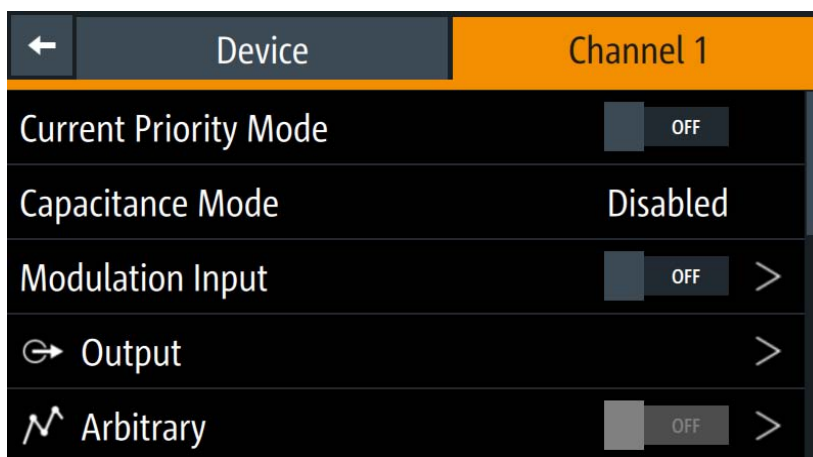 Device Channel 1
Current Priority Mode OFF
Capacitance Mode Disabled
Modulation Input OFF
Output
Arbitrary OFF